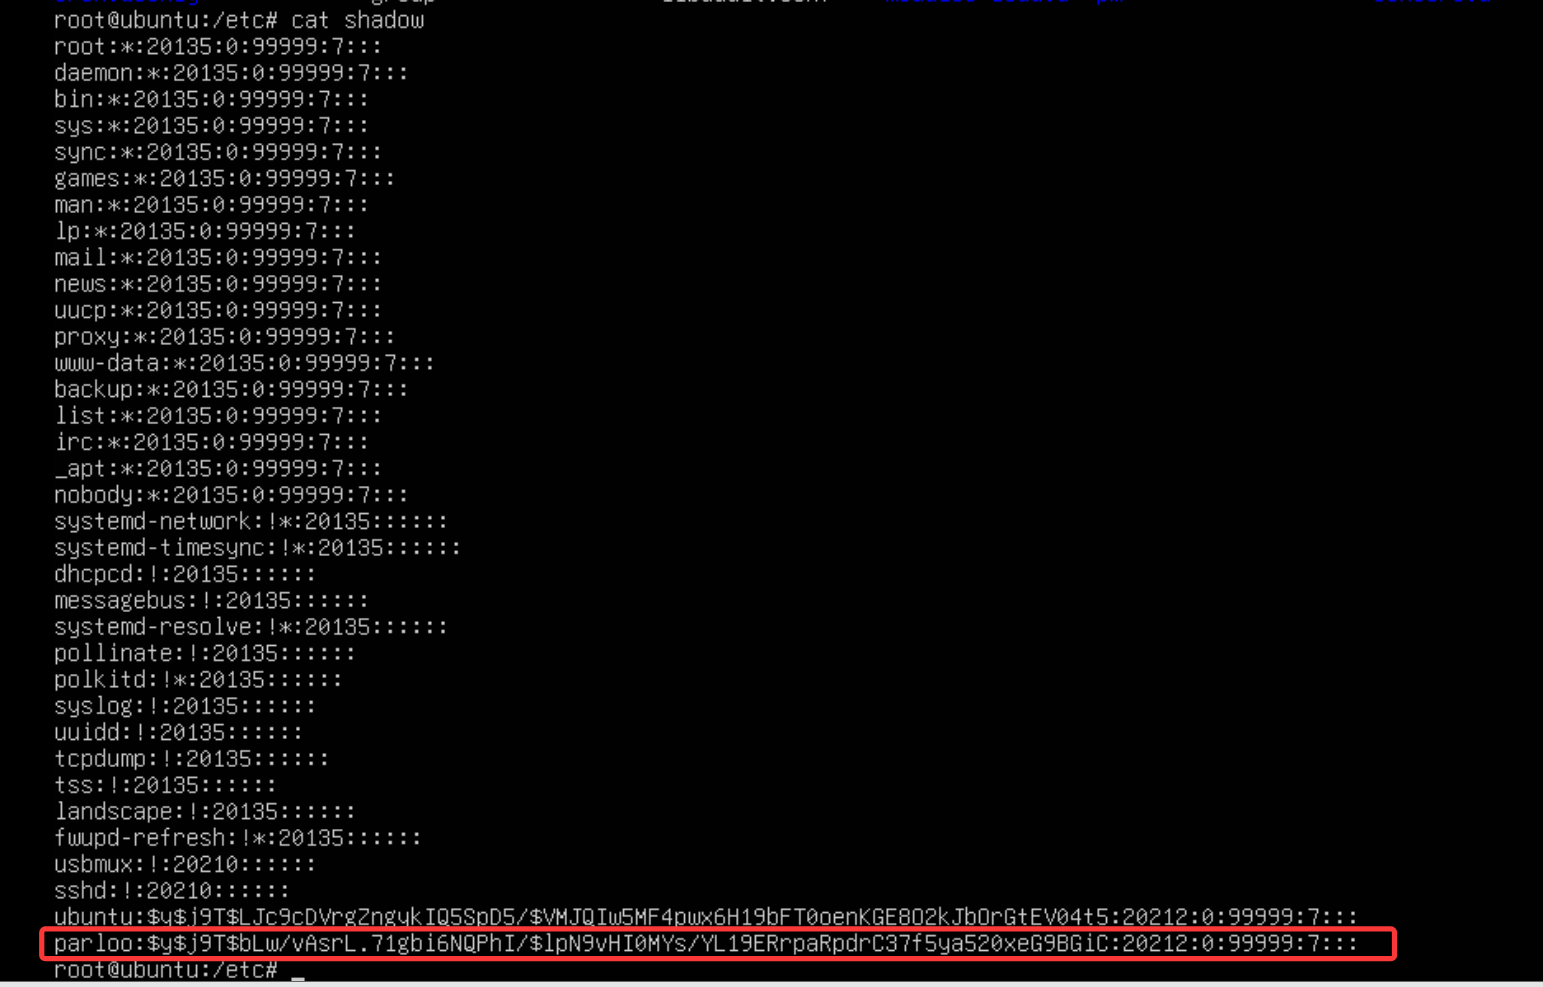 root@ubuntu:/etc# cat shadow
root:*:20135:0:99999:7:::
daemon:*:20135:0:99999:7:::
bin:*:20135:0:99999:7:::
sys:*:20135:0:99999:7:::
sync:*:20135:0:99999:7:::
games:*:20135:0:99999:7:::
man:*:20135:0:99999:7:::
lp:*:20135:0:99999:7:::
mail:*:20135:0:99999:7:::
news:*:20135:0:99999:7:::
uucp:*:20135:0:99999:7:::
proxy:*:20135:0:99999:7:::
www-data:*:20135:0:99999:7:::
backup:*:20135:0:99999:7:::
list:*:20135:0:99999:7:::
irc:*:20135:0:99999:7:::
_apt:*:20135:0:99999:7:::
nobody:*:20135:0:99999:7:::
systemd-network:!*:20135::::::
systemd-timesync:!*:20135::::::
dhcpcd:!:20135::::::
messagebus:!:20135::::::
systemd-resolve:!*:20135::::::
pollinate:!:20135::::::
polkitd:!*:20135::::::
syslog:!:20135::::::
uuidd:!:20135::::::
tcpdump:!:20135::::::
tss:!:20135::::::
landscape:!:20135::::::
fwupd-refresh:!*:20135::::::
usbmux:!:20210::::::
sshd:!:20210::::::
ubuntu:$y$j9T$LJc9cDVrgZngykIQ5SpD5/$VMJQIw5MF4pwx6H19bFT0oenKGE8O2kJbOrGtEV04t5:20212:0:99999:7:::
parloo:$y$j9T$bLw/vAsrL.71gbi6NQPhI/$lpN9vHI0MYs/YL19ERrpaRpdrC37f5ya520xeG9BGiC:20212:0:99999:7:::
root@ubuntu:/etc# _